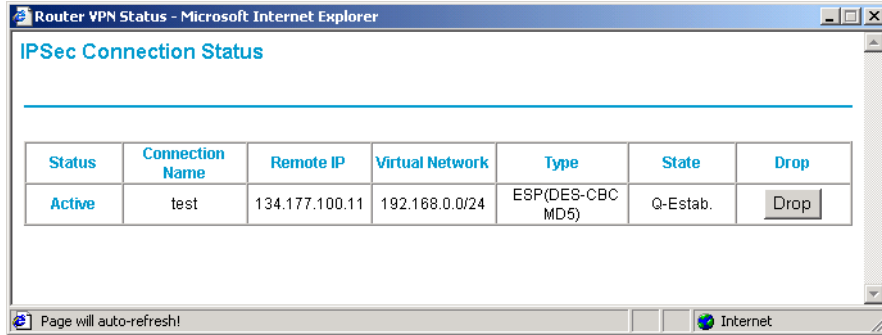 Router VPN Status - Microsoft Internet Explorer
IPSec Connection Status
Status Connection Name Remote IP Virtual Network Type State Drop
Active test 134.177.100.11 192.168.0.0/24 ESP(DES-CBC MD5) Q-Estab. Drop
Page will auto-refresh! Internet